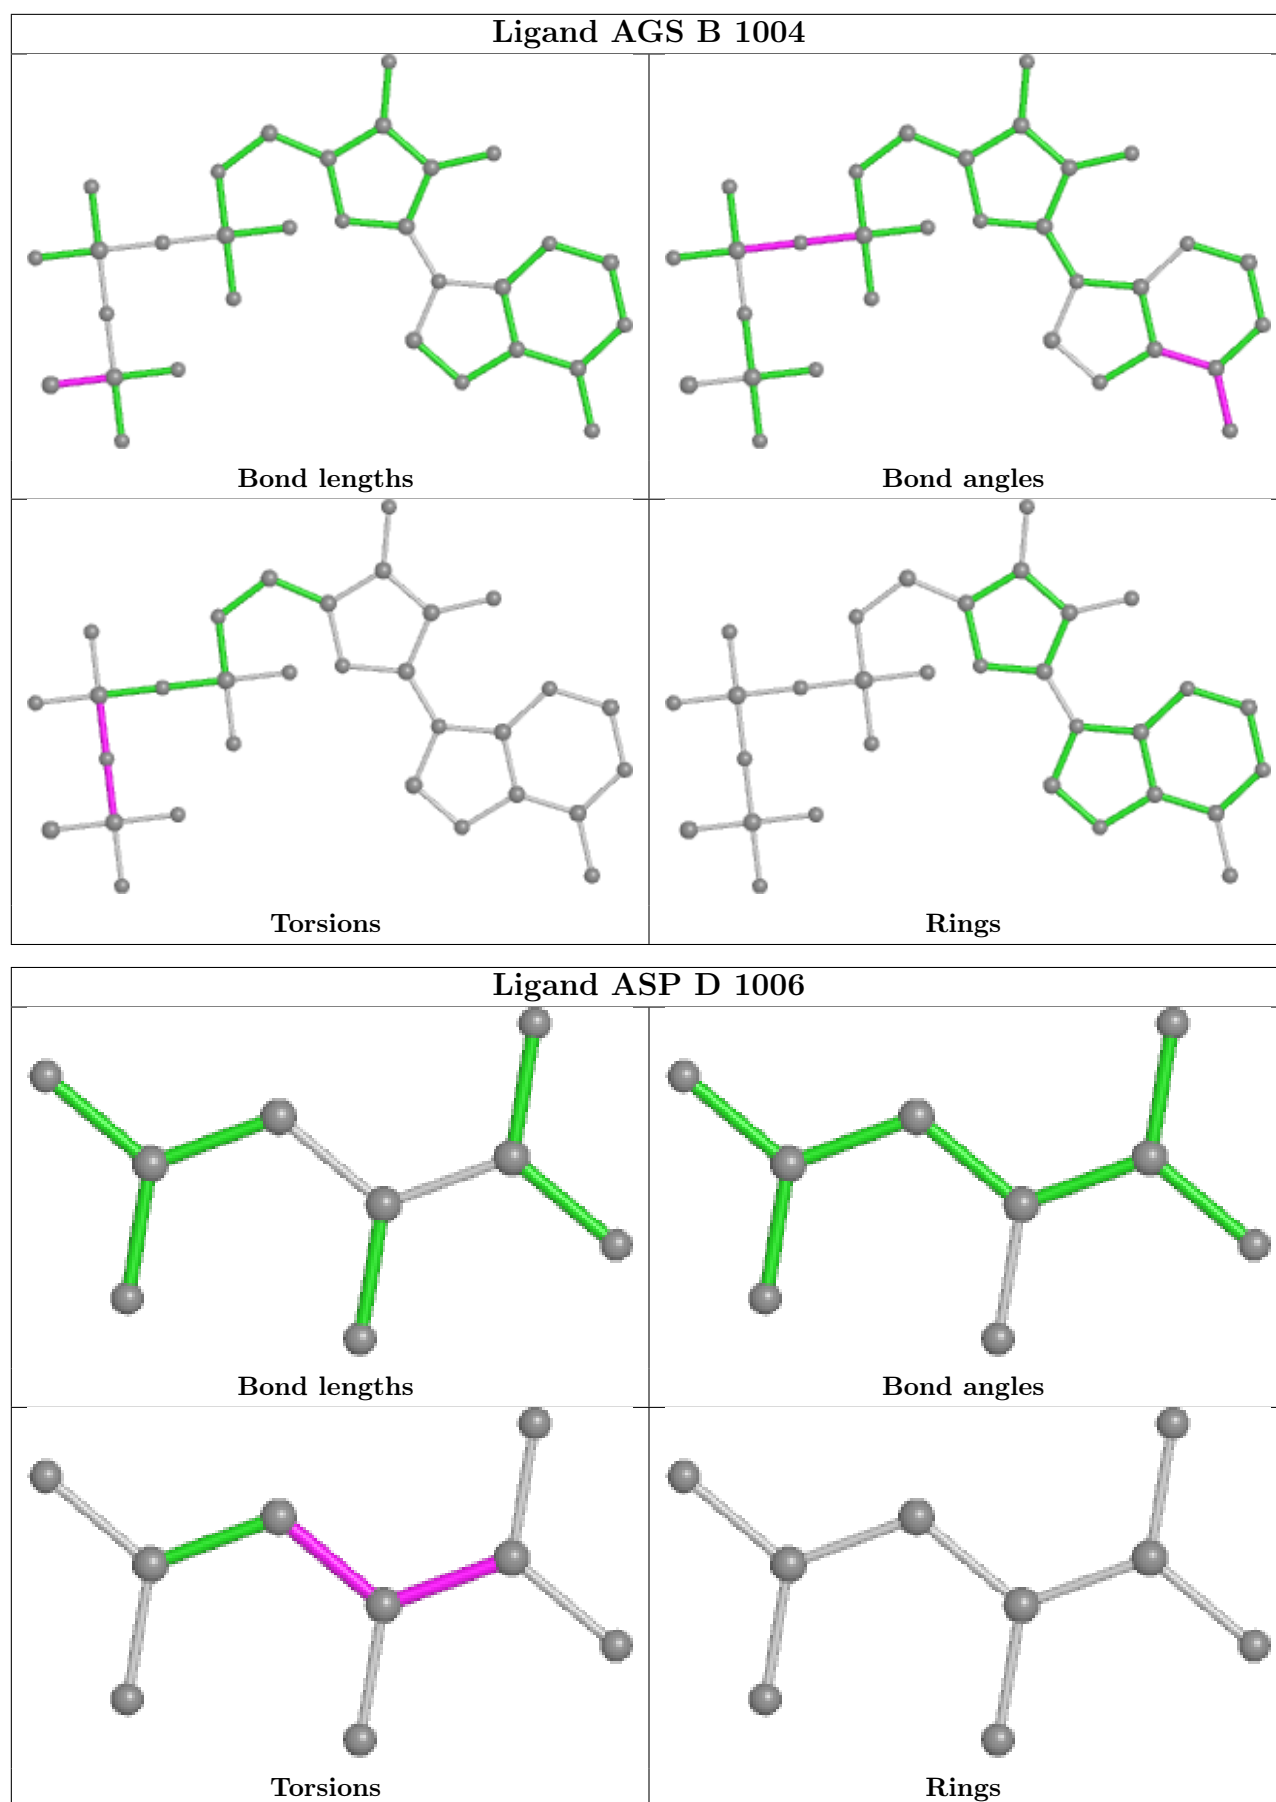 Ligand AGS B 1004
Bond lengths
Bond angles
Torsions
Rings
Ligand ASP D 1006
Bond lengths
Bond angles
Torsions
Rings